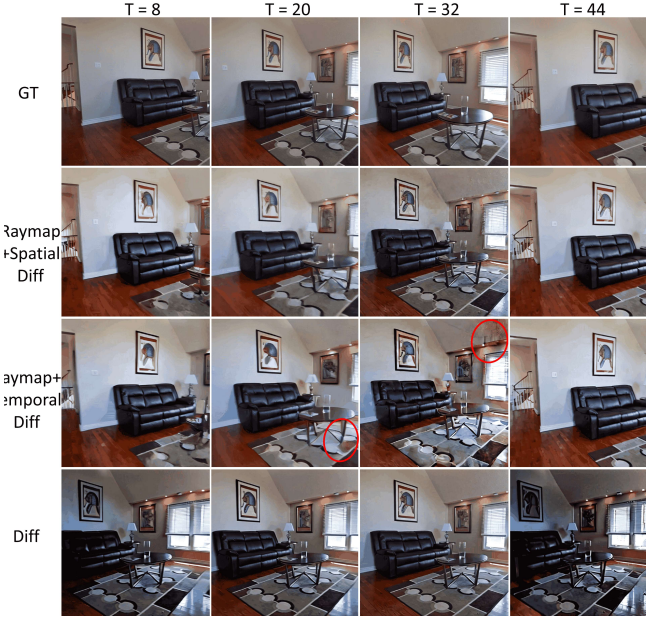 T = 8 T = 20 T = 32 T = 44
GT
Raymap
+Spatial
Diff
aymap+
emporal
Diff
Diff